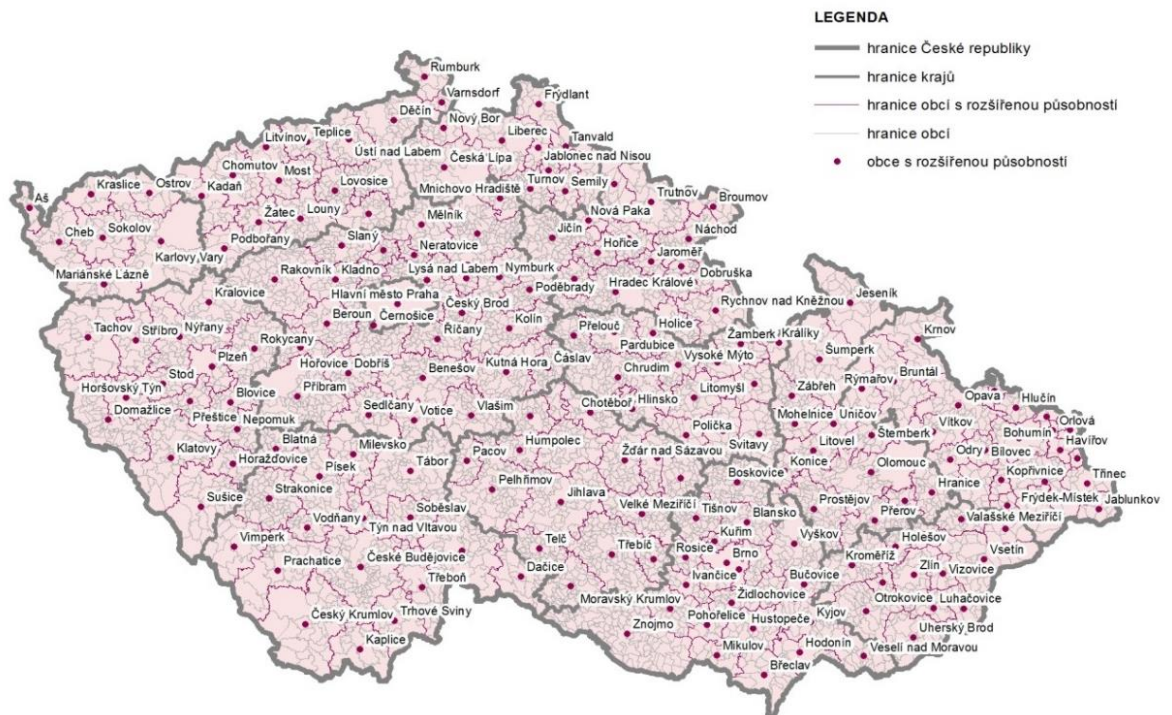 LEGENDA
hranice České republiky
hranice krajů
hranice obcí s rozšířenou působností
hranice obcí
obce s rozšířenou působností
Rumburk
Varnsdorf
Frýdlant
Děčín
Nový Bor
Liberec
Tanvald
Litvínov
Teplice
Ústí nad Labem
Česká Lípa
Jablonec nad Nisou
Chomutov
Most
Lovosice
Mnichovo Hradiště
Turnov
Semily
Trutnov
Broumov
Aš
Kraslice
Ostrov
Kadaň
Žatec
Louny
Mělník
Nová Paka
Jičín
Hořice
Náchod
Cheb
Sokolov
Karlovy Vary
Podbořany
Slaný
Neratovice
Jaroměř
Dobruška
Mariánské Lázně
Rakovník
Kladno
Lysá nad Labem
Nymburk
Poděbrady
Hradec Králové
Rychnov nad Kněžnou
Jeseník
Kralovice
Hlavní město Praha
Český Brod
Kolín
Beroun
Černošice
Říčany
Přelouč
Holice
Žamberk
Králíky
Krnov
Tachov
Stříbro
Nýřany
Rokycany
Plzeň
Hořovice
Dobříš
Benešov
Kutná Hora
Čáslav
Pardubice
Vysoké Mýto
Šumperk
Chrudim
Litomyšl
Zábřeh
Rýmařov
Bruntál
Horšovský Týn
Stod
Blovice
Příbram
Sedlčany
Votice
Vlašim
Chotěboř
Hlinsko
Mohelnice
Uničov
Opava
Hlučín
Domažlice
Přeštice
Nepomuk
Polička
Svitavy
Litovel
Šternberk
Vítkov
Bohumín
Orlová
Havířov
Klatovy
Horažďovice
Blatná
Milevsko
Humpolec
Pacov
Žďár nad Sázavou
Boskovice
Konice
Olomouc
Odry
Bílovec
Kopřivnice
Třinec
Písek
Tábor
Strakonice
Pelhřimov
Jihlava
Hranice
Frýdek-Místek
Jablunkov
Sušice
Vodňany
Soběslav
Týn nad Vltavou
Velké Meziříčí
Tišnov
Blansko
Prostějov
Přerov
Valašské Meziříčí
Vimperk
Prachatice
České Budějovice
Telč
Třebíč
Kuřim
Rosice
Brno
Vyškov
Kroměříž
Holešov
Vsetín
Třeboň
Dačice
Ivančice
Bučovice
Zlín
Vizovice
Moravský Krumlov
Židlochovice
Otrokovice
Luhačovice
Český Krumlov
Trhové Sviny
Kaplice
Znojmo
Pohořelice
Hustopeče
Kyjov
Uherský Brod
Mikulov
Hodonín
Veselí nad Moravou
Břeclav